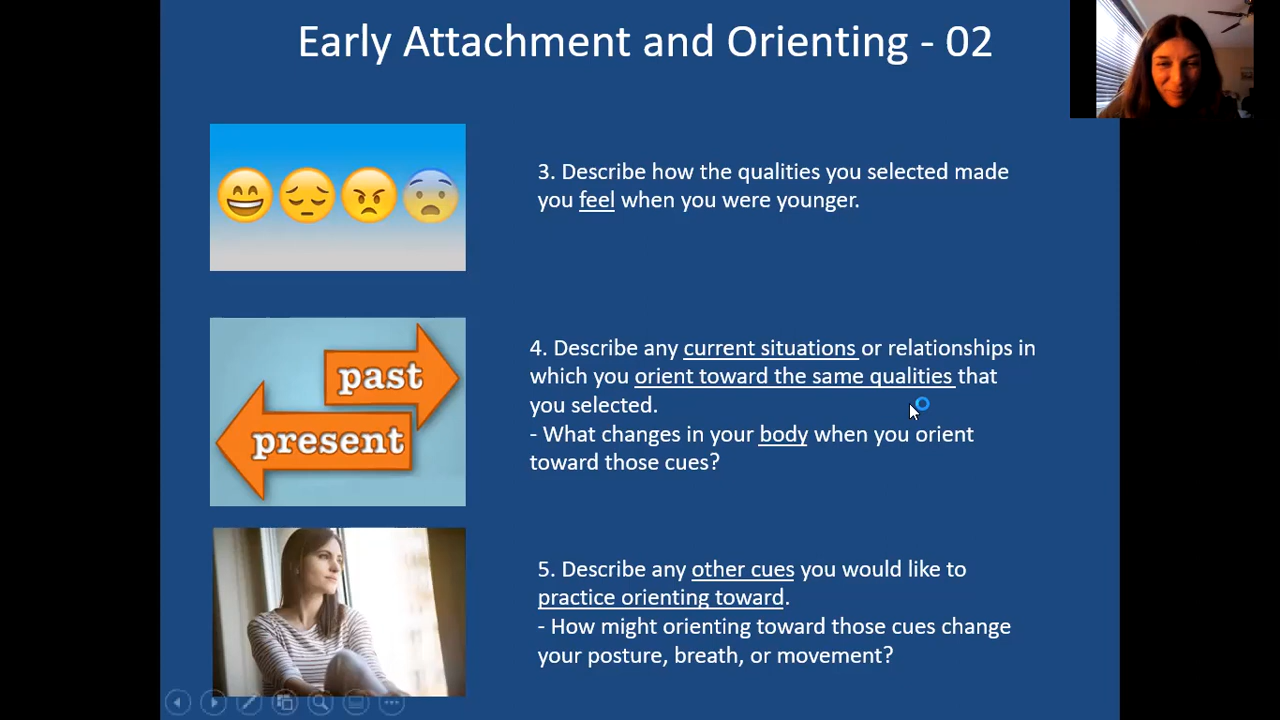 Early Attachment and Orienting - 02
3. Describe how the qualities you selected made
you feel when you were younger.
past
present
4. Describe any current situations or relationships in
which you orient toward the same qualities that
you selected.
- What changes in your body when you orient
toward those cues?
5. Describe any other cues you would like to
practice orienting toward.
- How might orienting toward those cues change
your posture, breath, or movement?